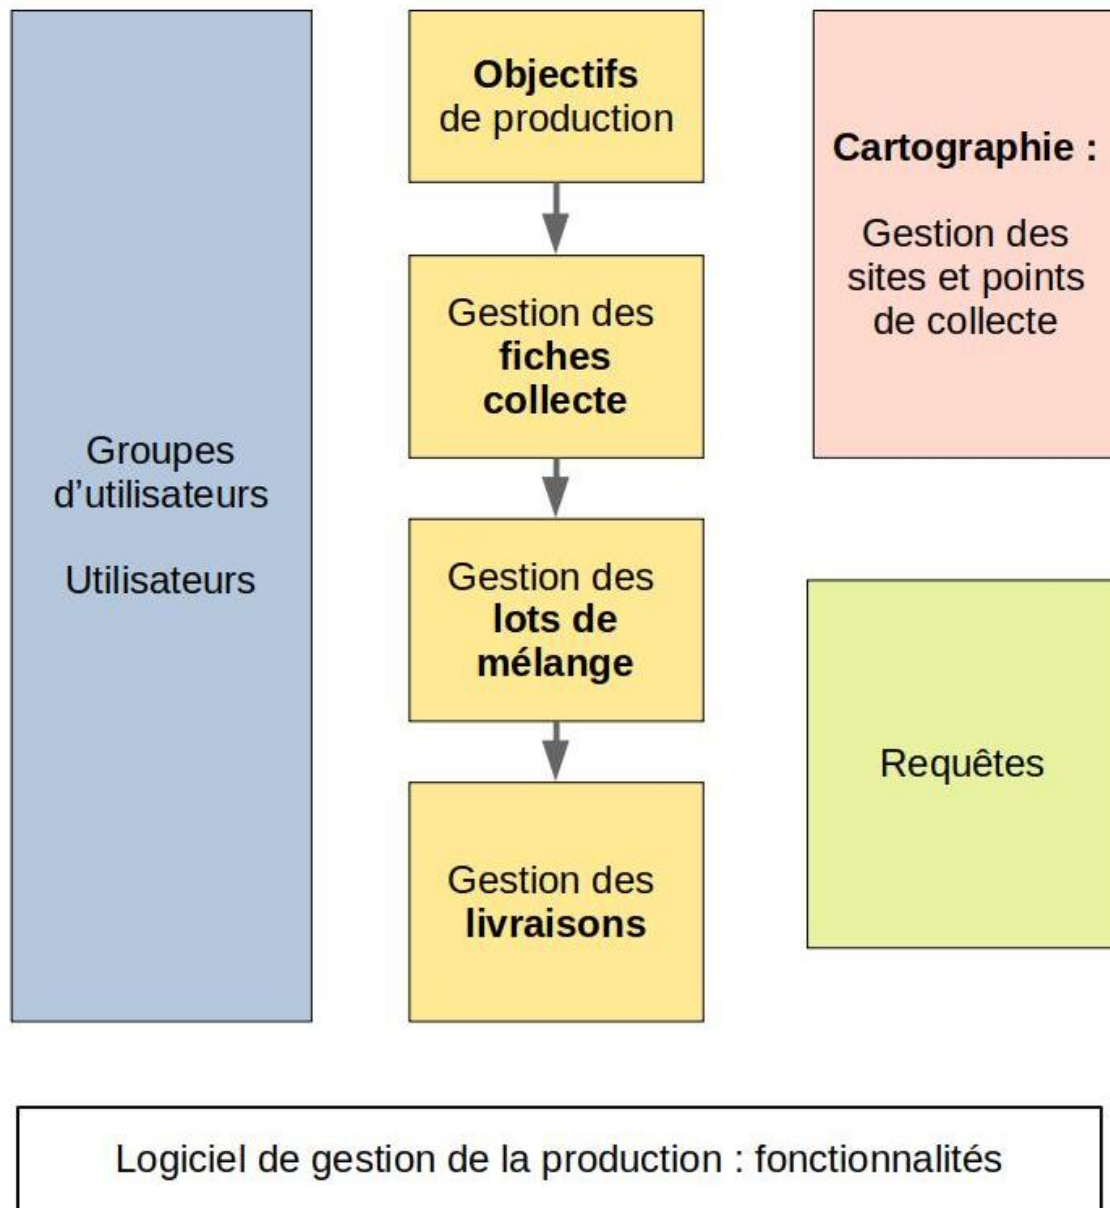 Groupes
d’utilisateurs
Utilisateurs
Objectifs
de production
Gestion des
fiches
collecte
Gestion des
lots de
mélange
Gestion des
livraisons
Cartographie :
Gestion des
sites et points
de collecte
Requêtes
Logiciel de gestion de la production : fonctionnalités